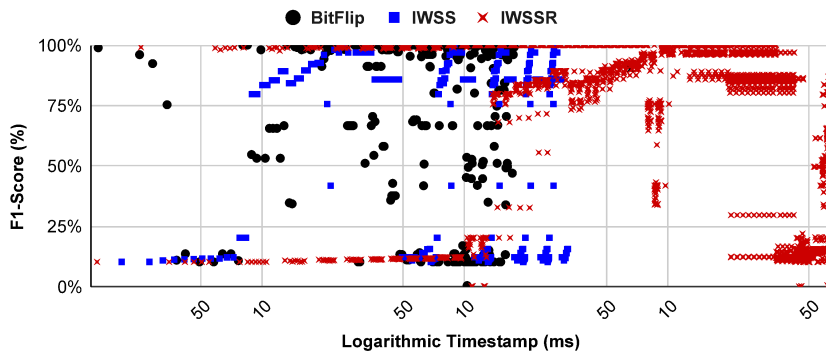 BitFlip IWSS IWSSR
100%
75%
50%
25%
0%
F1-Score (%)
50 10 50 10 50 10 50
Logarithmic Timestamp (ms)